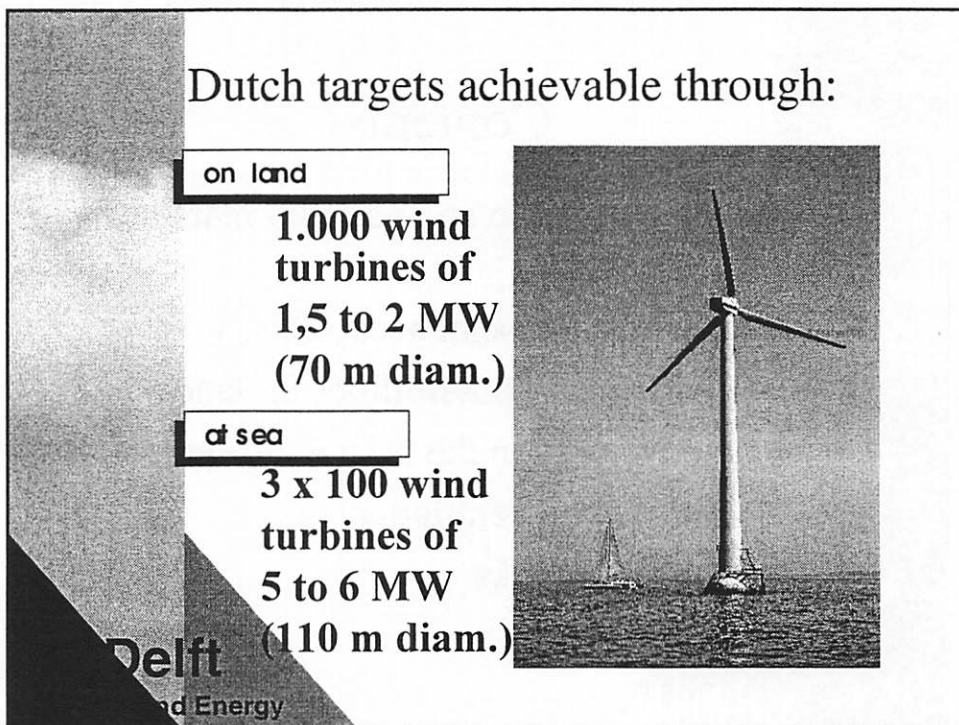 Dutch targets achievable through:
on land
1.000 wind
turbines of
1,5 to 2 MW
(70 m diam.)
at sea
3 x 100 wind
turbines of
5 to 6 MW
(110 m diam.)
Delft
Energy